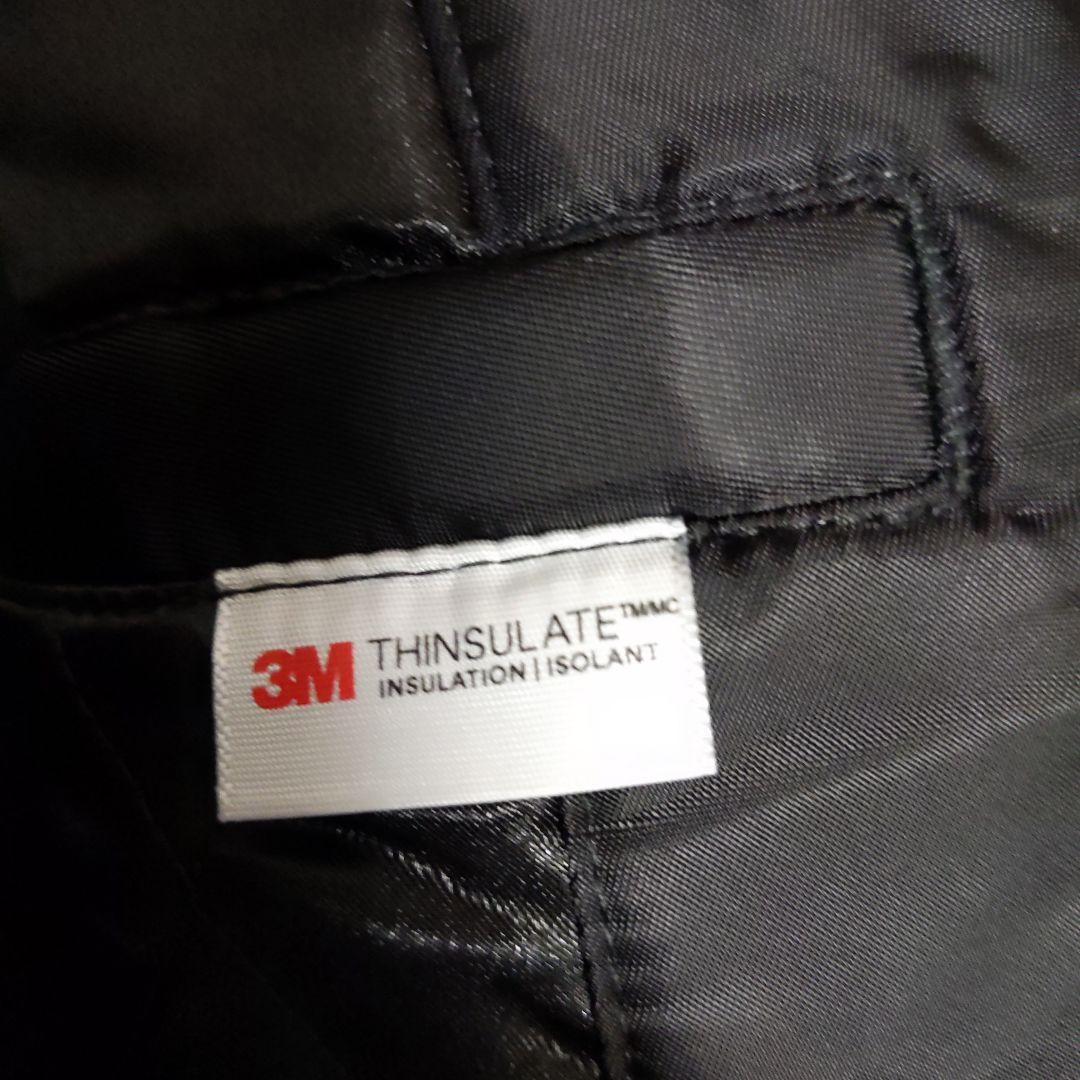 3M THINSULATE™/MC
INSULATION | ISOLANT